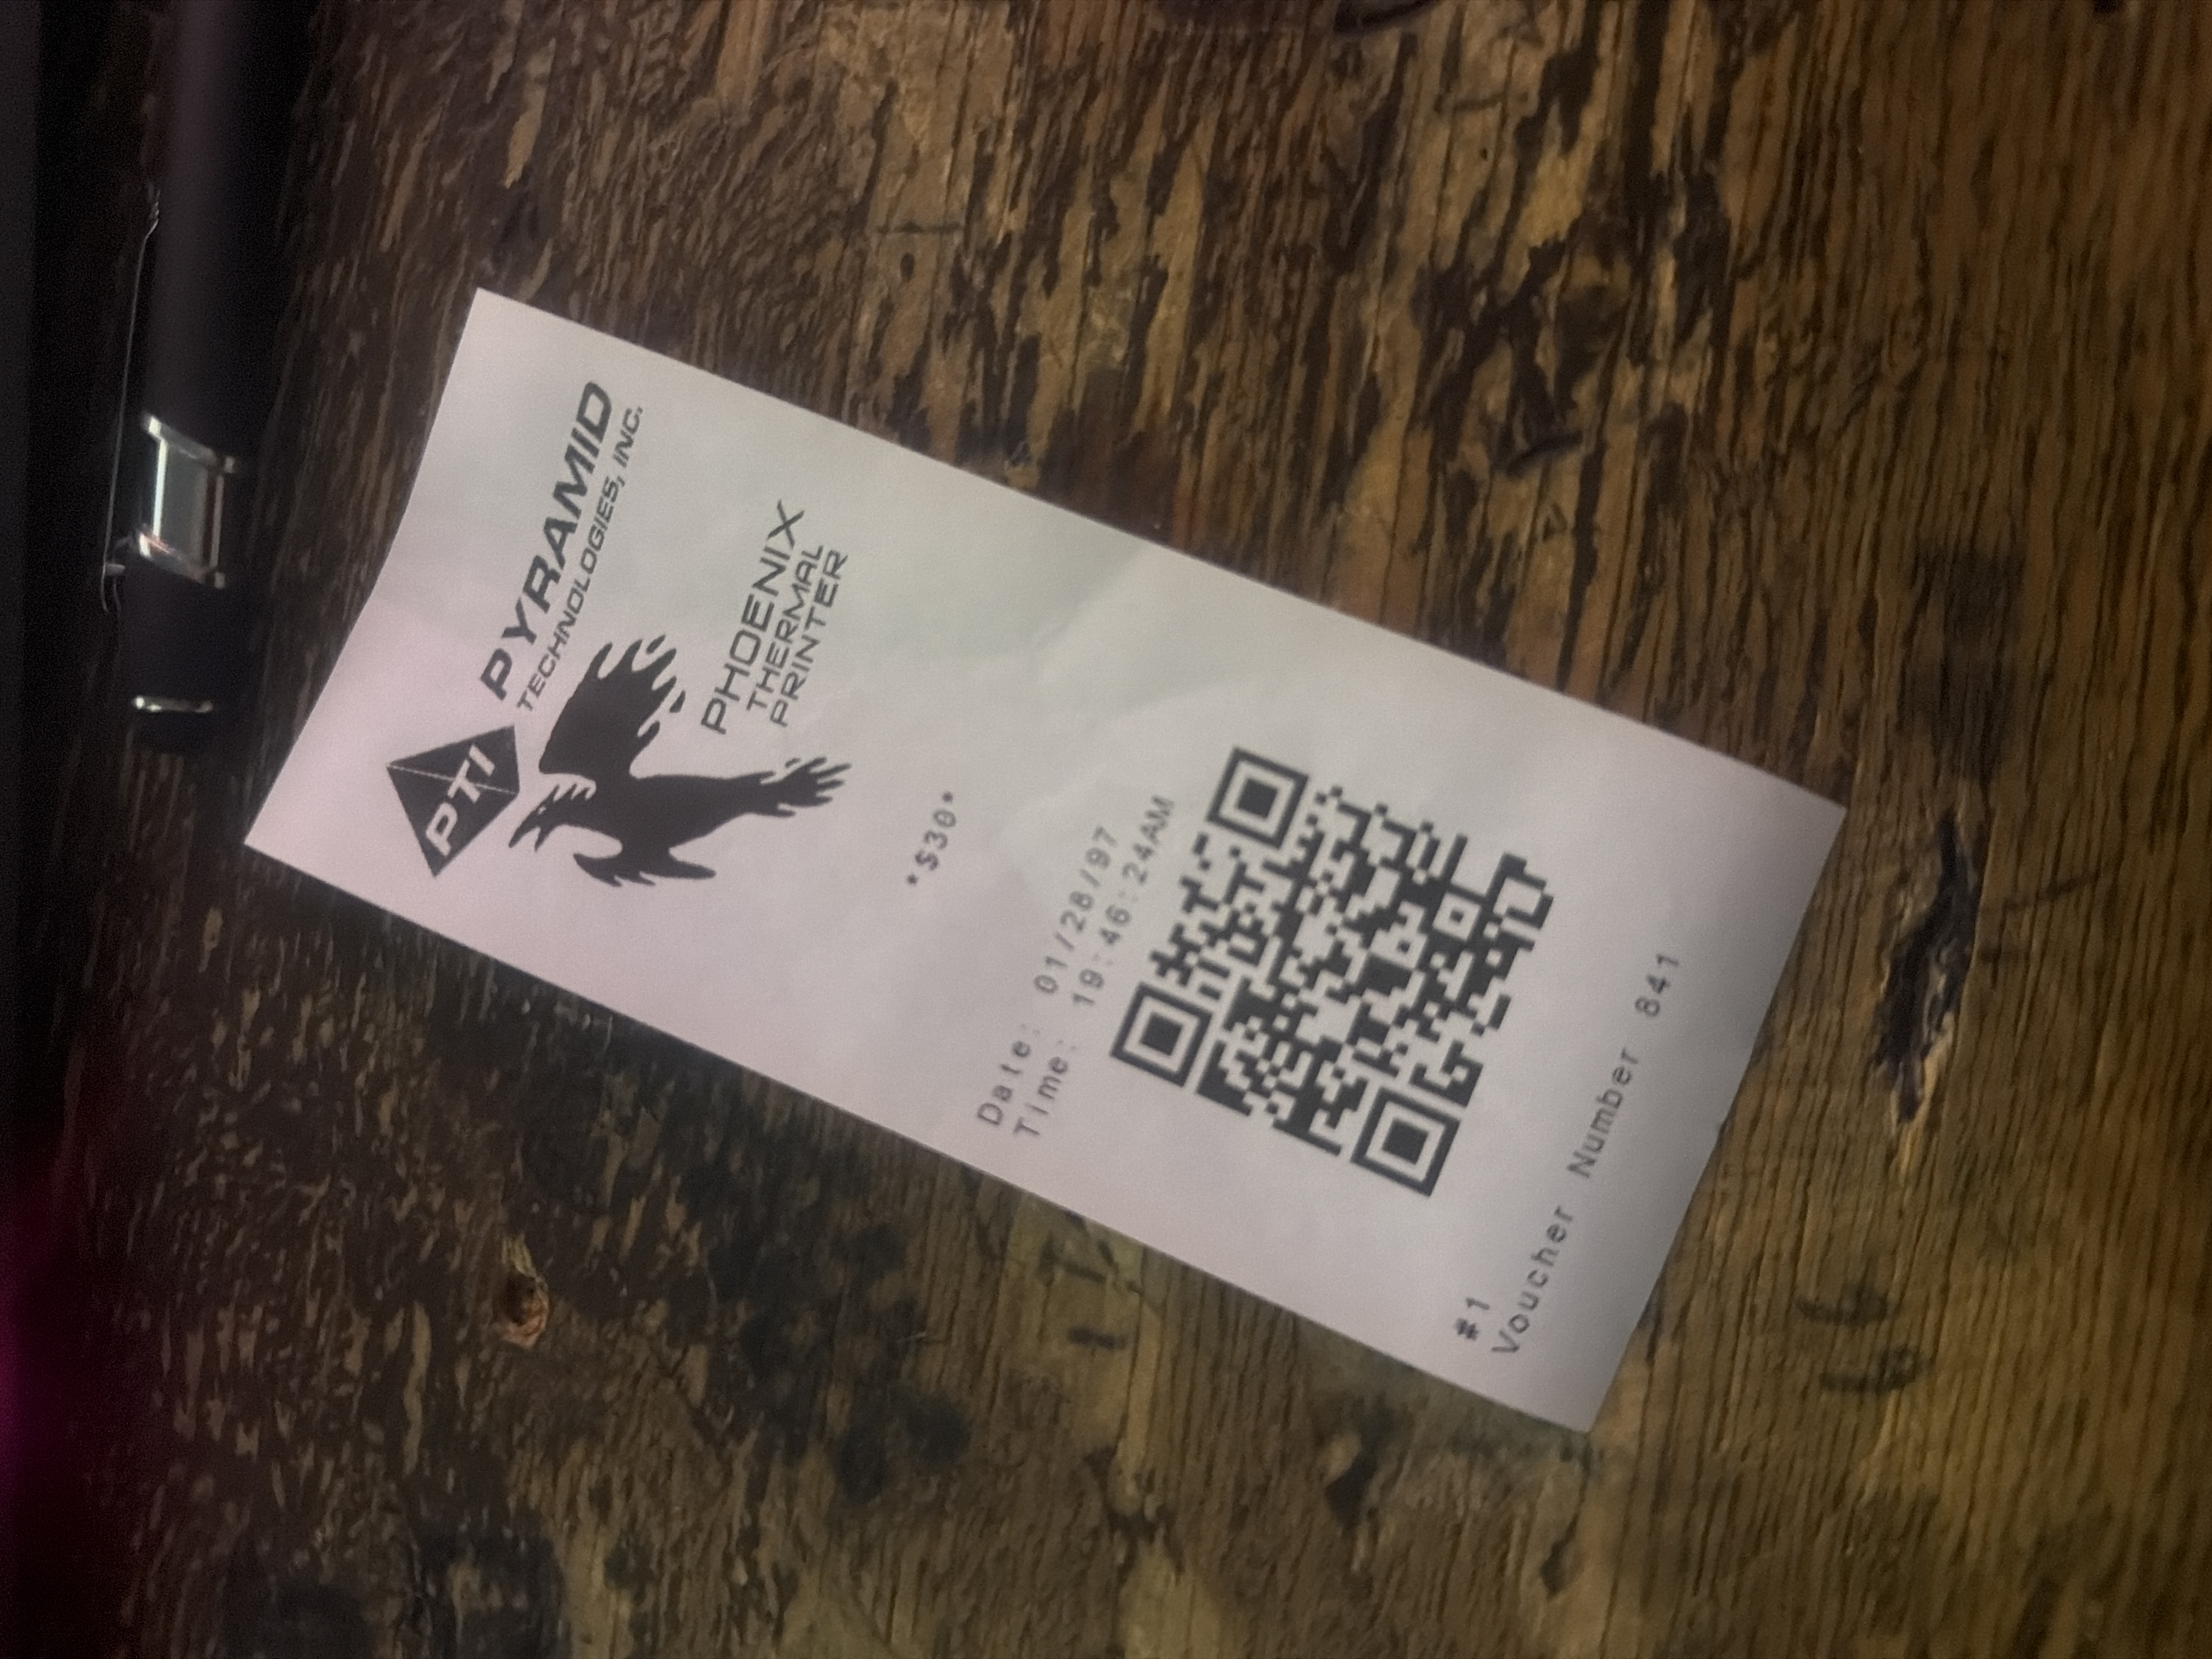 PTI
PYRAMID
TECHNOLOGIES, INC.
PHOENIX
THERMAL
PRINTER
*$30*
Date: 01/28/97
Time: 19:46:24AM
#1
Voucher Number 841